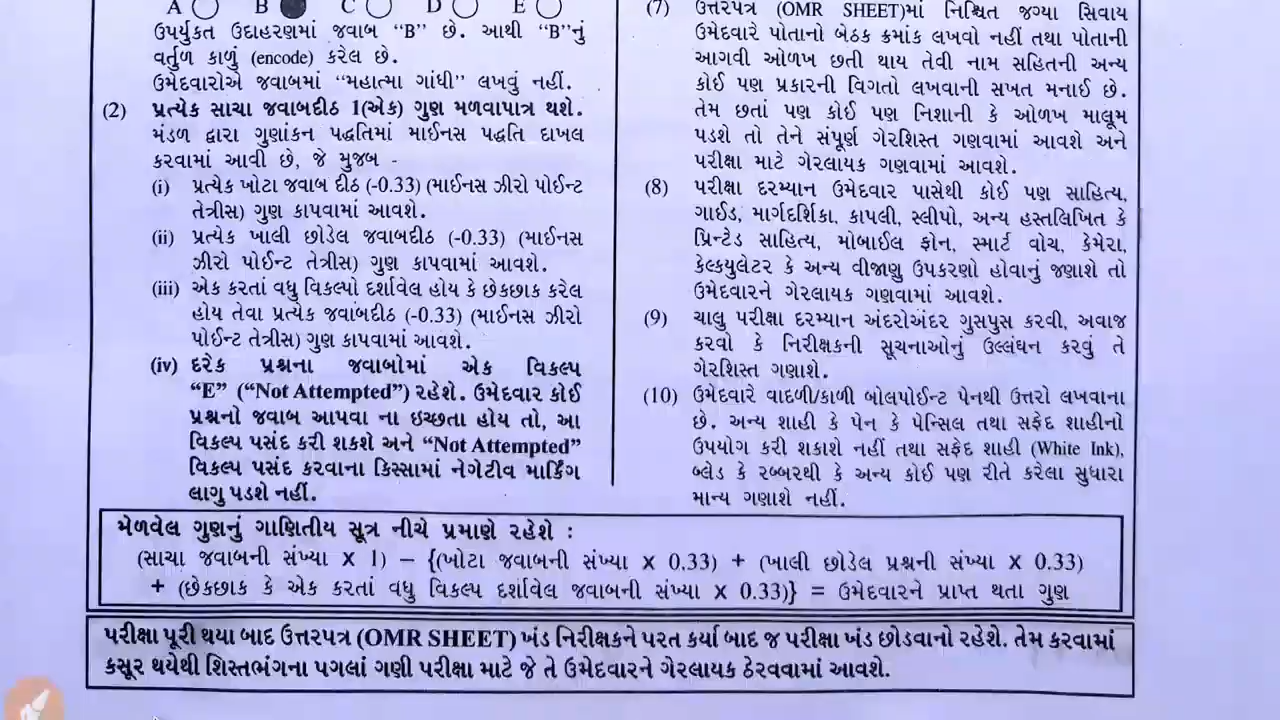 A B C D E
ઉપર્યુકત ઉદાહરણમાં જવાબ “B” છે. આથી “B”નું
વર્તુળ કાળું (encode) કરેલ છે.
ઉમેદવારોએ જવાબમાં “મહાત્મા ગાંધી” લખવું નહીં.
(2) પ્રત્યેક સાચા જવાબદીઠ 1(એક) ગુણ મળવાપાત્ર થશે.
મંડળ દ્વારા ગુણાંકન પદ્ધતિમાં માઈનસ પદ્ધતિ દાખલ
કરવામાં આવી છે, જે મુજબ -
(i) પ્રત્યેક ખોટા જવાબ દીઠ (-0.33) (માઈનસ ઝીરો પોઈન્ટ
તેત્રીસ) ગુણ કાપવામાં આવશે.
(ii) પ્રત્યેક ખાલી છોડેલ જવાબદીઠ (-0.33) (માઈનસ
ઝીરો પોઈન્ટ તેત્રીસ) ગુણ કાપવામાં આવશે.
(iii) એક કરતાં વધુ વિકલ્પો દર્શાવેલ હોય કે છેકછાક કરેલ
હોય તેવા પ્રત્યેક જવાબદીઠ (-0.33) (માઈનસ ઝીરો
પોઈન્ટ તેત્રીસ) ગુણ કાપવામાં આવશે.
(iv) દરેક પ્રશ્નના જવાબોમાં એક વિકલ્પ
“E” (“Not Attempted”) રહેશે. ઉમેદવાર કોઈ
પ્રશ્નનો જવાબ આપવા ના ઇચ્છતા હોય તો, આ
વિકલ્પ પસંદ કરી શકશે અને “Not Attempted”
વિકલ્પ પસંદ કરવાના કિસ્સામાં નેગેટીવ માર્કિંગ
લાગુ પડશે નહીં.
(7) ઉત્તરપત્ર (OMR SHEET)માં નિશ્ચિત જગ્યા સિવાય
ઉમેદવારે પોતાનો બેઠક ક્રમાંક લખવો નહીં તથા પોતાની
આગવી ઓળખ છતી થાય તેવી નામ સહિતની અન્ય
કોઈ પણ પ્રકારની વિગતો લખવાની સખત મનાઈ છે.
તેમ છતાં પણ કોઈ પણ નિશાની કે ઓળખ માલૂમ
પડશે તો તેને સંપૂર્ણ ગેરશિસ્ત ગણવામાં આવશે અને
પરીક્ષા માટે ગેરલાયક ગણવામાં આવશે.
(8) પરીક્ષા દરમ્યાન ઉમેદવાર પાસેથી કોઈ પણ સાહિત્ય,
ગાઈડ, માર્ગદર્શિકા, કાપલી, સ્લીપો, અન્ય હસ્તલિખિત કે
પ્રિન્ટેડ સાહિત્ય, મોબાઈલ ફોન, સ્માર્ટ વોચ, કેમેરા,
કેલ્કયુલેટર કે અન્ય વીજાણુ ઉપકરણો હોવાનું જણાશે તો
ઉમેદવારને ગેરલાયક ગણવામાં આવશે.
(9) ચાલુ પરીક્ષા દરમ્યાન અંદરોઅંદર ગુસપુસ કરવી, અવાજ
કરવો કે નિરીક્ષકની સૂચનાઓનું ઉલ્લંઘન કરવું તે
ગેરશિસ્ત ગણાશે.
(10) ઉમેદવારે વાદળી/કાળી બોલપોઈન્ટ પેનથી ઉત્તરો લખવાના
છે. અન્ય શાહી કે પેન કે પેન્સિલ તથા સફેદ શાહીનો
ઉપયોગ કરી શકાશે નહીં તથા સફેદ શાહી (White Ink),
બ્લેડ કે રબ્બરથી કે અન્ય કોઈ પણ રીતે કરેલા સુધારા
માન્ય ગણાશે નહીં.
મેળવેલ ગુણનું ગાણિતીય સૂત્ર નીચે પ્રમાણે રહેશે :
(સાચા જવાબની સંખ્યા X 1) – {(ખોટા જવાબની સંખ્યા X 0.33) + (ખાલી છોડેલ પ્રશ્નની સંખ્યા X 0.33)
+ (છેકછાક કે એક કરતાં વધુ વિકલ્પ દર્શાવેલ જવાબની સંખ્યા X 0.33)} = ઉમેદવારને પ્રાપ્ત થતા ગુણ
પરીક્ષા પૂરી થયા બાદ ઉત્તરપત્ર (OMR SHEET) ખંડ નિરીક્ષકને પરત કર્યા બાદ જ પરીક્ષા ખંડ છોડવાનો રહેશે. તેમ કરવામાં
કસૂર થયેથી શિસ્તભંગના પગલાં ગણી પરીક્ષા માટે જે તે ઉમેદવારને ગેરલાયક ઠેરવવામાં આવશે.